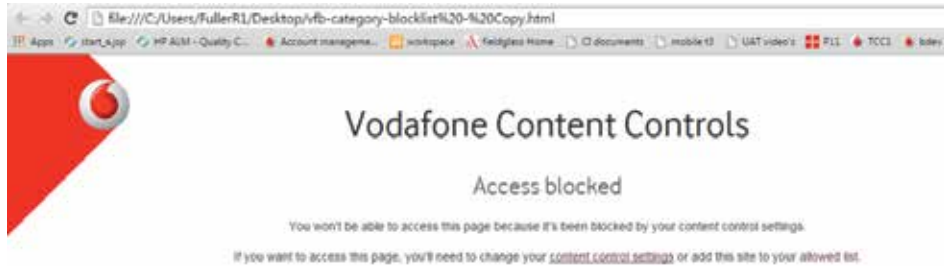 file:///C:/Users/FullerR1/Desktop/vfb-category-blocklist%20-%20Copy.html
Apps start_s.jsp HP ALM - Quality C... Account manageme... workspace Fieldglass Home CI documents mobile t3 UAT video's P11 TCC1 bdev
Vodafone Content Controls
Access blocked
You won't be able to access this page because it's been blocked by your content control settings.
If you want to access this page, you'll need to change your content control settings or add this site to your allowed list.